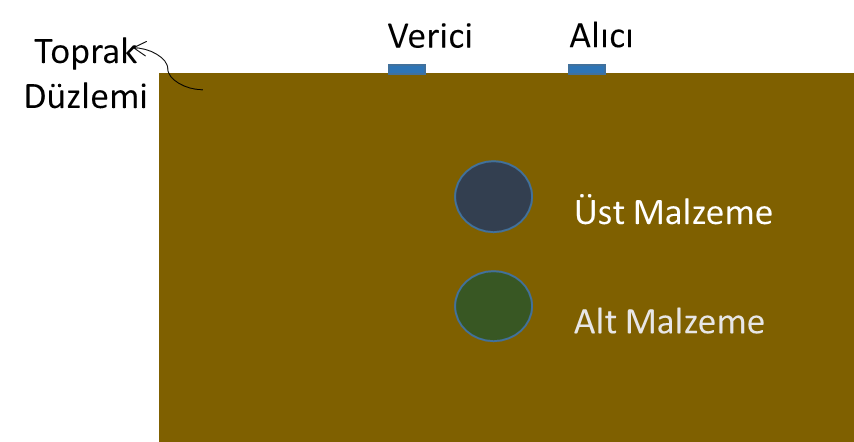 Toprak
Düzlemi
Verici
Alıcı
Üst Malzeme
Alt Malzeme